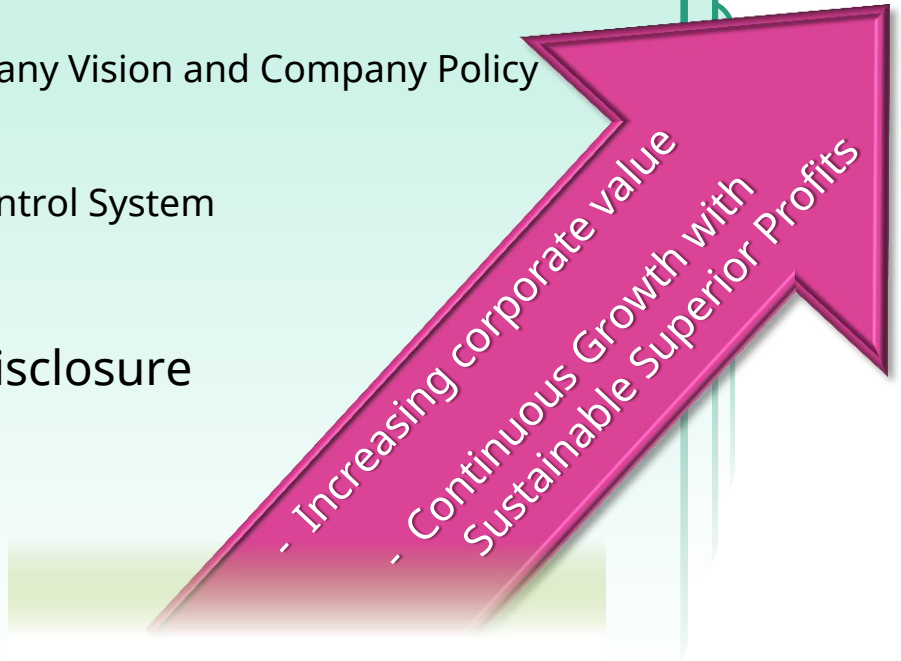 any Vision and Company Policy
ntrol System
isclosure
- Increasing corporate value
- Continuous Growth with
Sustainable Superior Profits